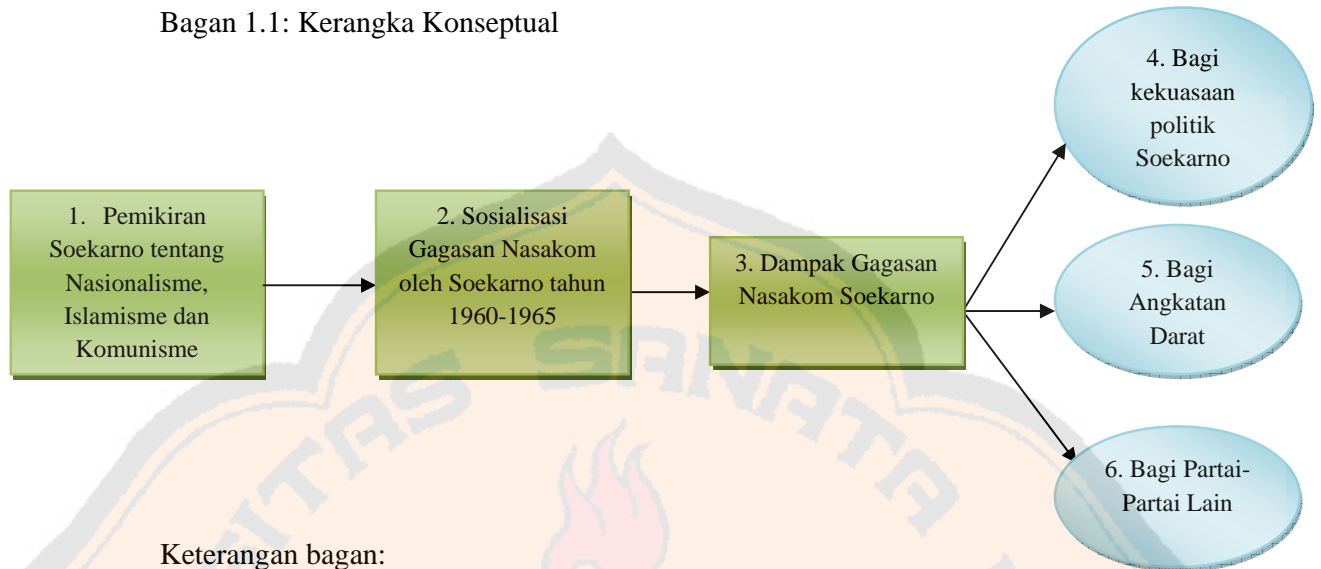 Bagan 1.1: Kerangka Konseptual
1. Pemikiran
Soekarno tentang
Nasionalisme,
Islamisme dan
Komunisme
2. Sosialisasi
Gagasan Nasakom
oleh Soekarno tahun
1960-1965
3. Dampak Gagasan
Nasakom Soekarno
4. Bagi
kekuasaan
politik
Soekarno
5. Bagi
Angkatan
Darat
6. Bagi Partai-
Partai Lain
Keterangan bagan: